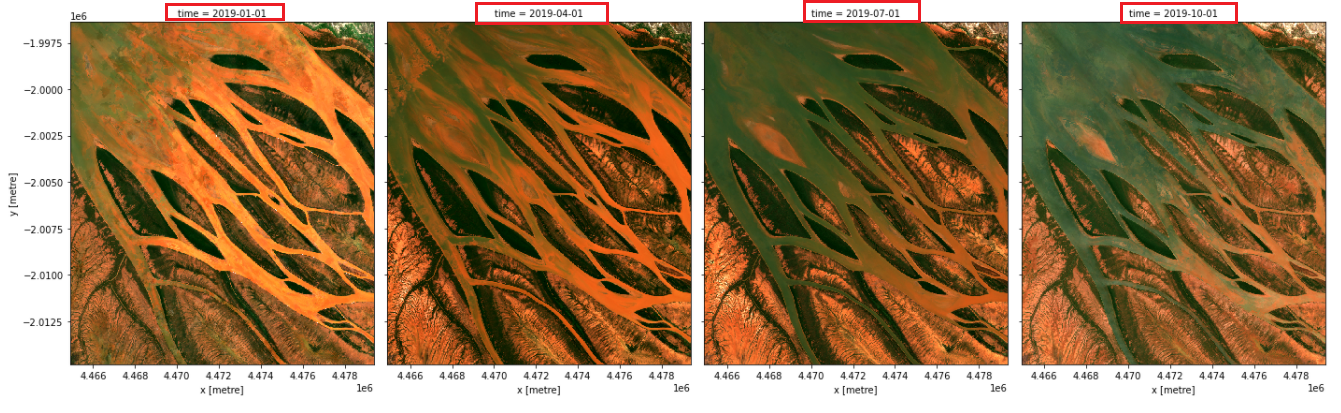 time = 2019-01-01 time = 2019-04-01 time = 2019-07-01 time = 2019-10-01
1e6
−1.9975
−2.0000
−2.0025
−2.0050
−2.0075
−2.0100
−2.0125
y [metre]
4.466 4.468 4.470 4.472 4.474 4.476 4.478 4.466 4.468 4.470 4.472 4.474 4.476 4.478 4.466 4.468 4.470 4.472 4.474 4.476 4.478 4.466 4.468 4.470 4.472 4.474 4.476 4.478
x [metre] 1e6 x [metre] 1e6 x [metre] 1e6 x [metre] 1e6